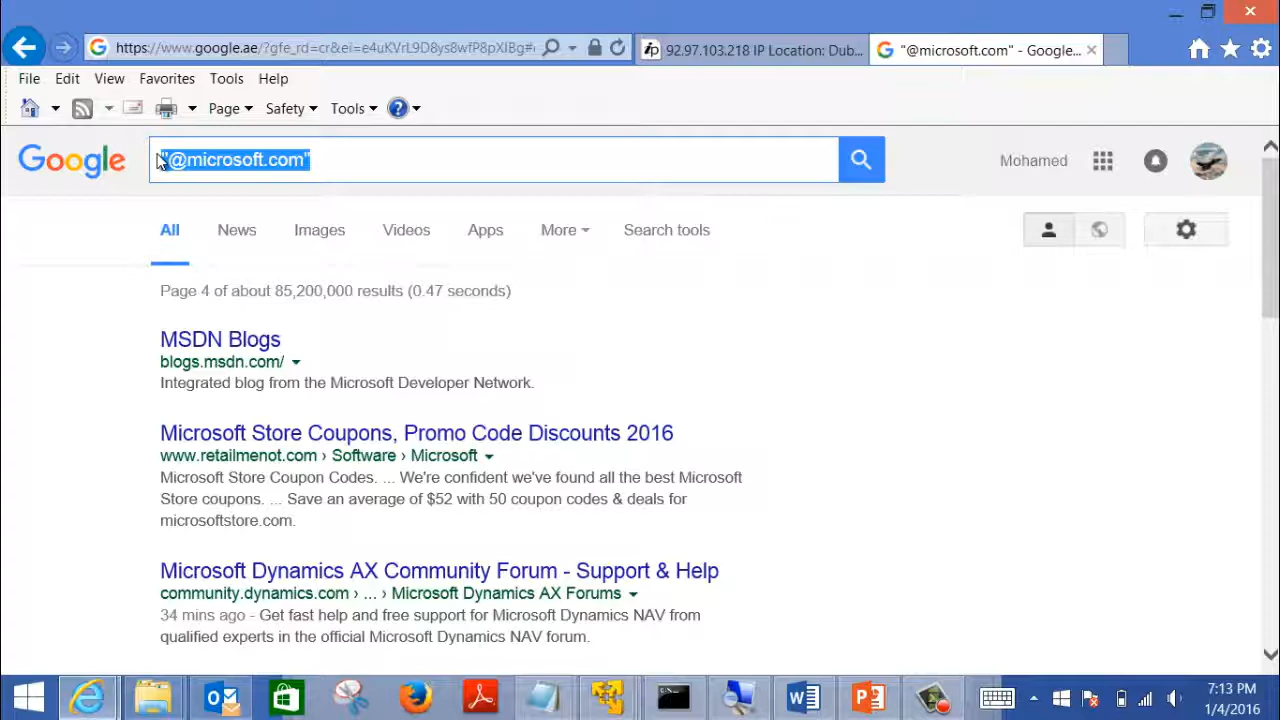 https://www.google.ae/?gfe_rd=cr&ei=e4uKVrL9D8ys8wfP8pXIBg#
92.97.103.218 IP Location: Dub...
"@microsoft.com" - Google...
File Edit View Favorites Tools Help
Page Safety Tools
Google
"@microsoft.com"
Mohamed
All News Images Videos Apps More Search tools
Page 4 of about 85,200,000 results (0.47 seconds)
MSDN Blogs
blogs.msdn.com/
Integrated blog from the Microsoft Developer Network.
Microsoft Store Coupons, Promo Code Discounts 2016
www.retailmenot.com › Software › Microsoft
Microsoft Store Coupon Codes. ... We're confident we've found all the best Microsoft
Store coupons. ... Save an average of $52 with 50 coupon codes & deals for
microsoftstore.com.
Microsoft Dynamics AX Community Forum - Support & Help
community.dynamics.com › ... › Microsoft Dynamics AX Forums
34 mins ago - Get fast help and free support for Microsoft Dynamics NAV from
qualified experts in the official Microsoft Dynamics NAV forum.
7:13 PM
1/4/2016